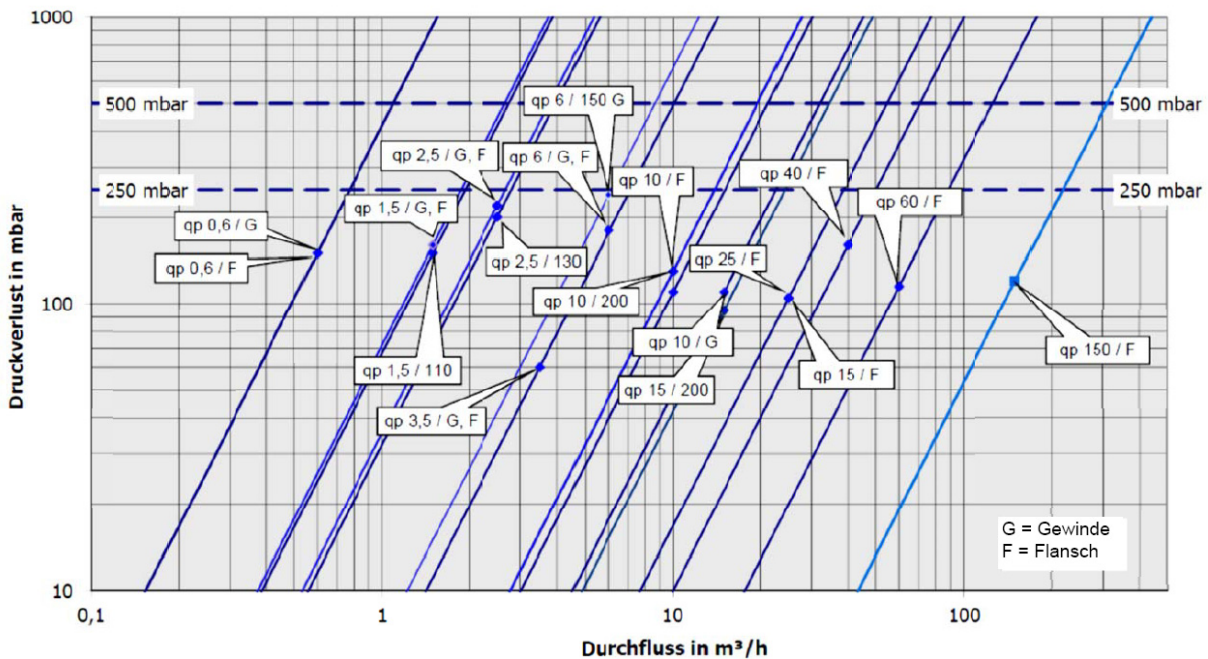 1000
500 mbar
500 mbar
qp 6 / 150 G
qp 2,5 / G, F
qp 6 / G, F
qp 10 / F
qp 40 / F
250 mbar
250 mbar
qp 1,5 / G, F
qp 60 / F
qp 0,6 / G
qp 0,6 / F
qp 2,5 / 130
qp 25 / F
qp 10 / 200
100
qp 10 / G
qp 150 / F
qp 1,5 / 110
qp 15 / 200
qp 15 / F
qp 3,5 / G, F
Druckverlust in mbar
G = Gewinde
F = Flansch
10
0,1
1
10
100
Durchfluss in m³/h